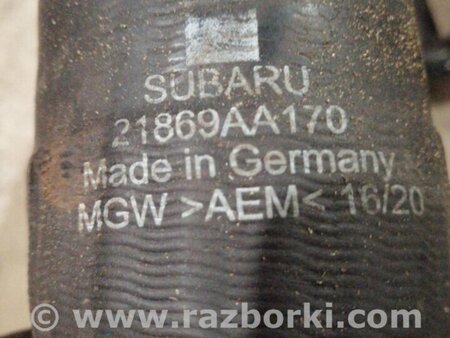 SUBARU
21869AA170
Made in Germany
MGW >AEM< 16/20
© www.razborki.com